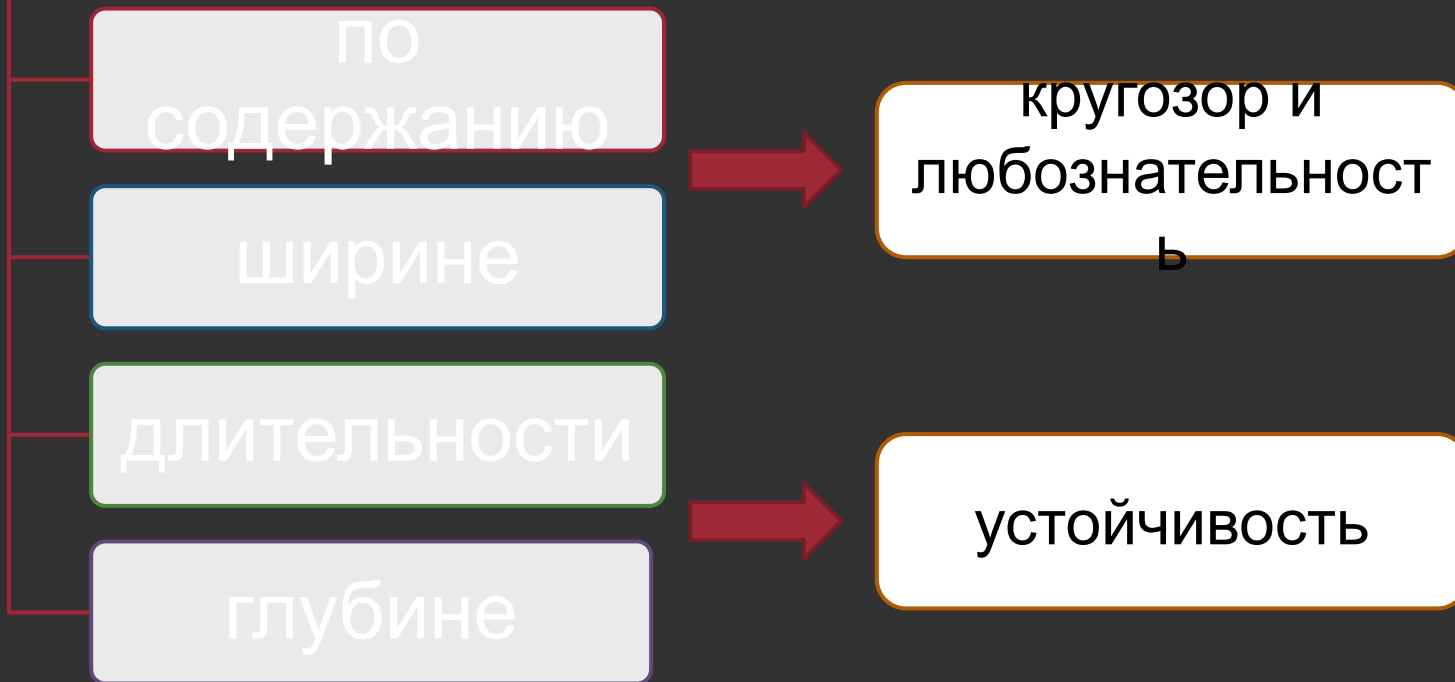 по
содержанию
ширине
длительности
глубине
кругозор и
любознательност
ь
устойчивость